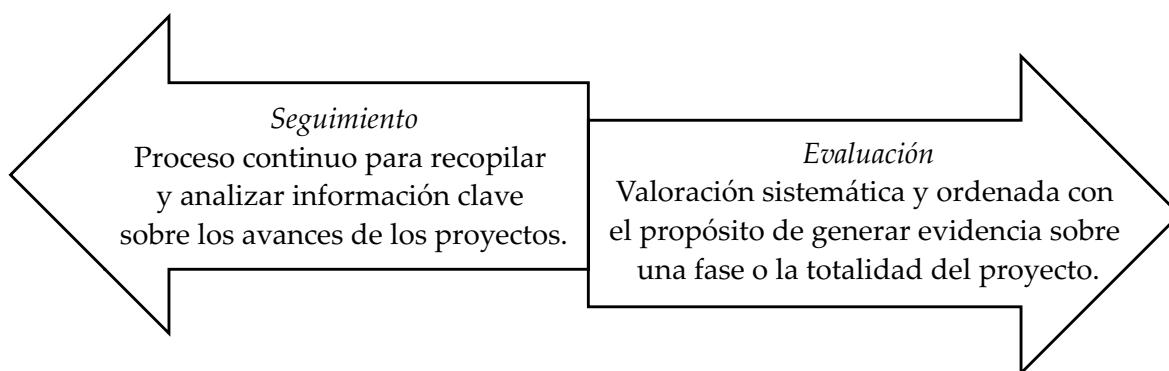 Seguimiento
Proceso continuo para recopilar
y analizar información clave
sobre los avances de los proyectos.
Evaluación
Valoración sistemática y ordenada con
el propósito de generar evidencia sobre
una fase o la totalidad del proyecto.